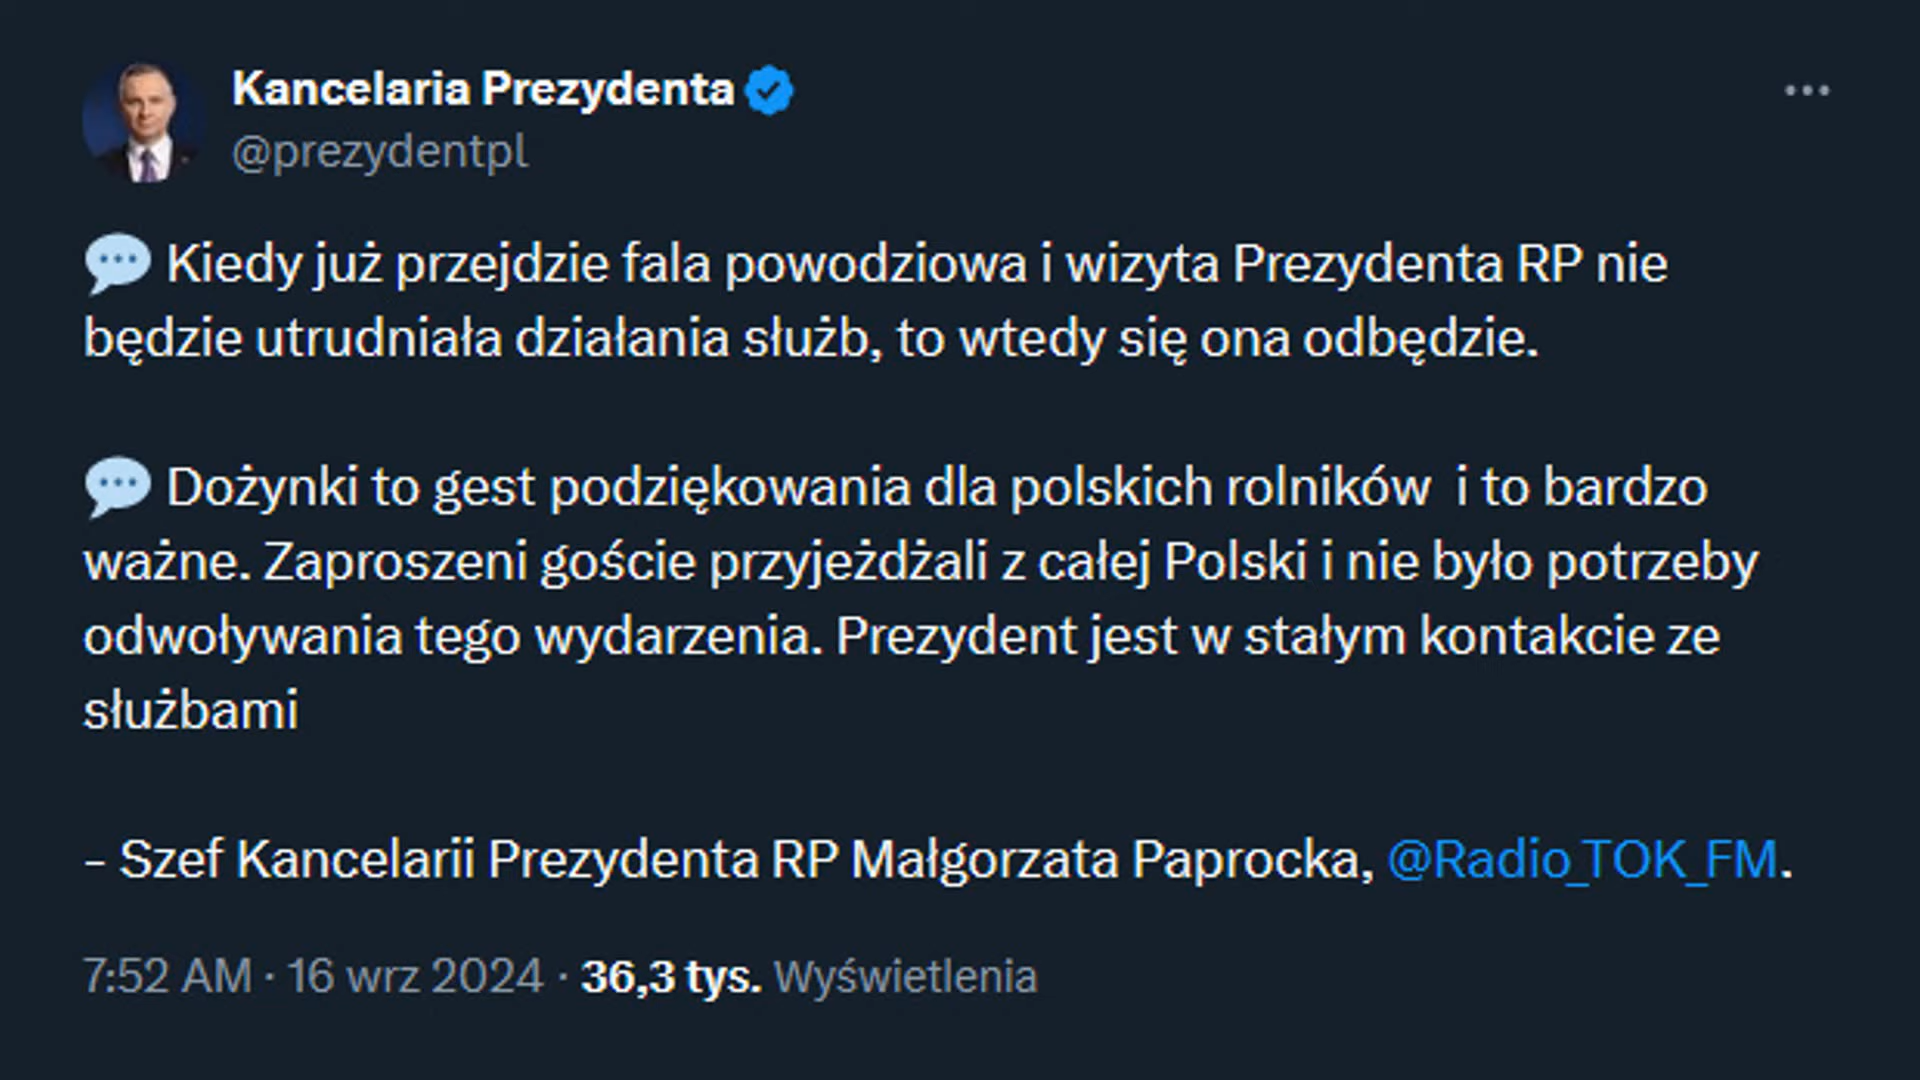 Kancelaria Prezydenta
@prezydentpl
💬 Kiedy już przejdzie fala powodziowa i wizyta Prezydenta RP nie
będzie utrudniała działania służb, to wtedy się ona odbędzie.
💬 Dożynki to gest podziękowania dla polskich rolników  i to bardzo
ważne. Zaproszeni goście przyjeżdżali z całej Polski i nie było potrzeby
odwoływania tego wydarzenia. Prezydent jest w stałym kontakcie ze
służbami
– Szef Kancelarii Prezydenta RP Małgorzata Paprocka, @Radio_TOK_FM.
7:52 AM · 16 wrz 2024 · 36,3 tys. Wyświetlenia